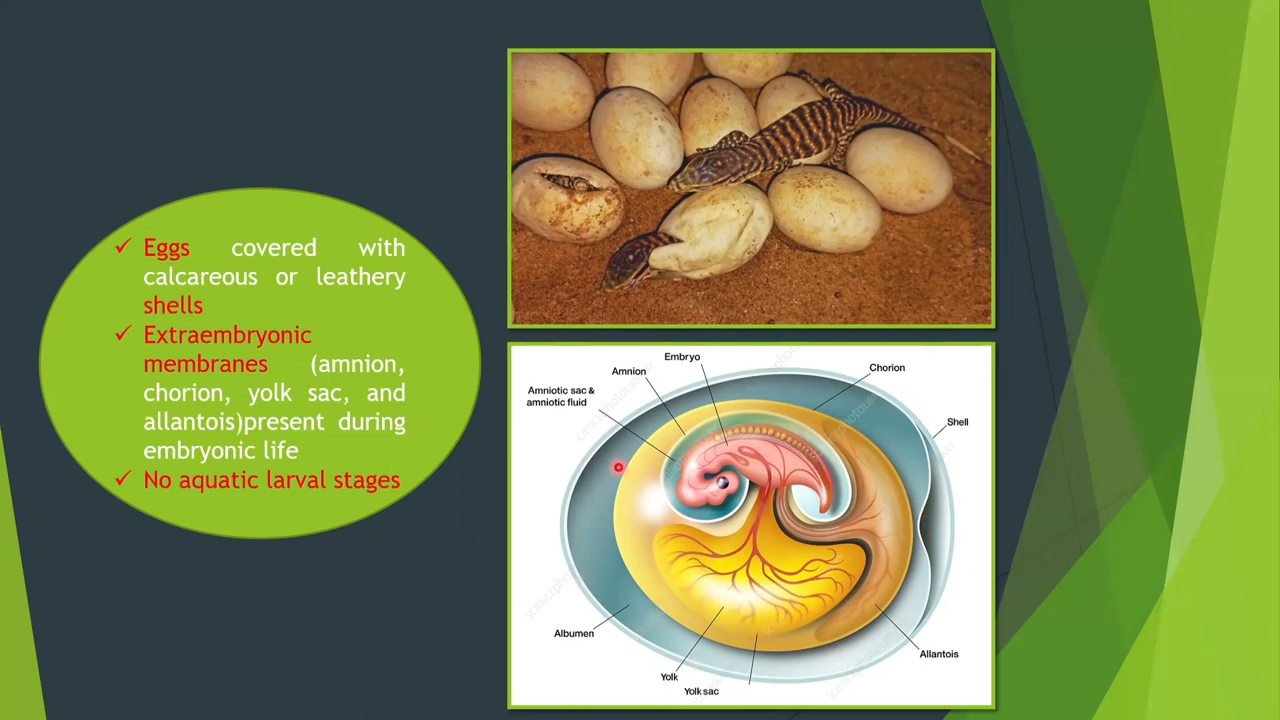 ✓ Eggs covered with
calcareous or leathery
shells
✓ Extraembryonic
membranes (amnion,
chorion, yolk sac, and
allantois)present during
embryonic life
✓ No aquatic larval stages
Embryo
Amnion
Chorion
Amniotic sac &
amniotic fluid
Shell
Albumen
Allantois
Yolk
Yolk sac